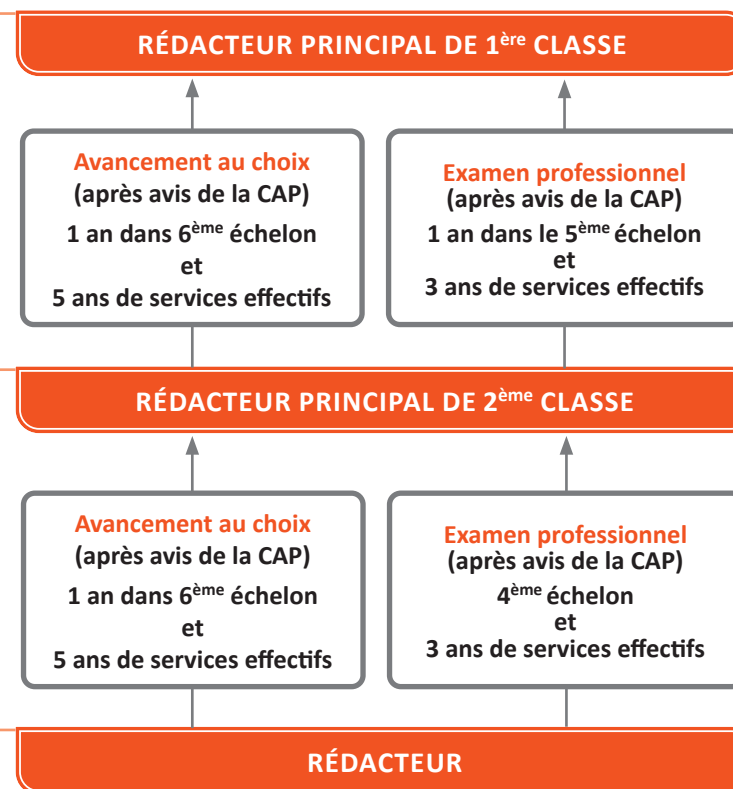 RÉDACTEUR PRINCIPAL DE 1ère CLASSE
Avancement au choix
(après avis de la CAP)
1 an dans 6ème échelon
et
5 ans de services effectifs
Examen professionnel
(après avis de la CAP)
1 an dans le 5ème échelon
et
3 ans de services effectifs
RÉDACTEUR PRINCIPAL DE 2ème CLASSE
Avancement au choix
(après avis de la CAP)
1 an dans 6ème échelon
et
5 ans de services effectifs
Examen professionnel
(après avis de la CAP)
4ème échelon
et
3 ans de services effectifs
RÉDACTEUR